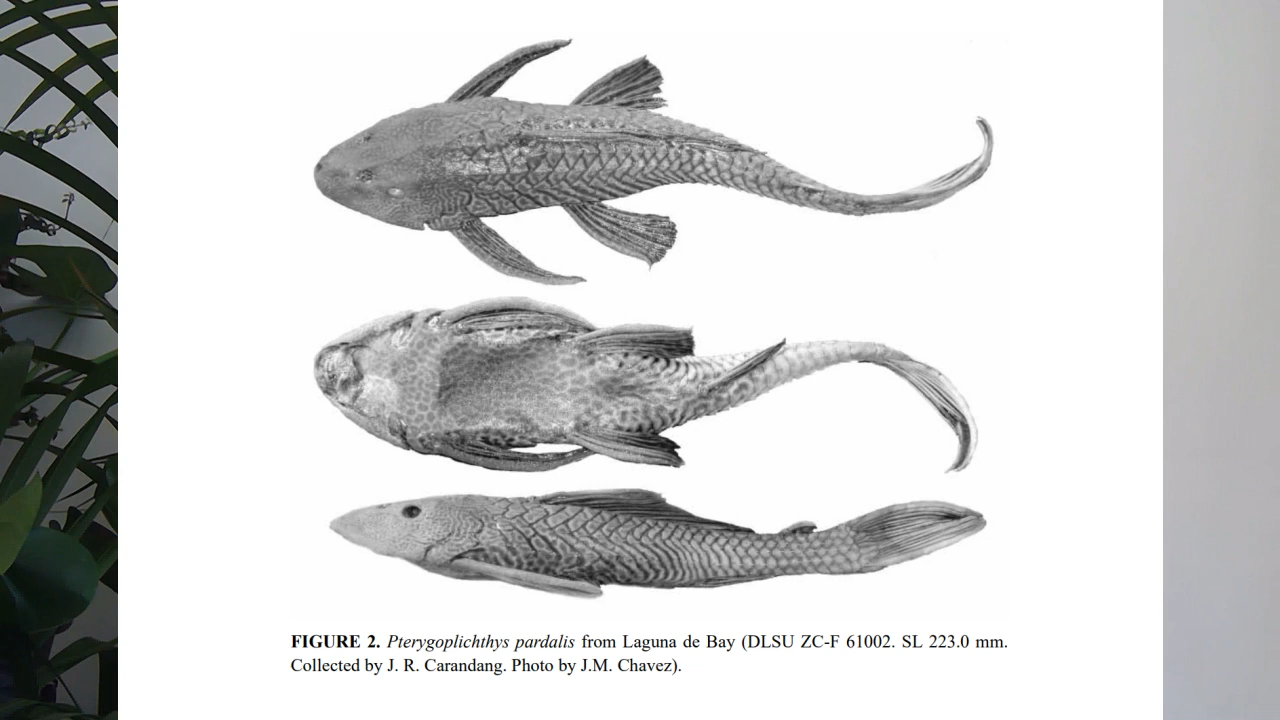 FIGURE 2. Pterygoplichthys pardalis from Laguna de Bay (DLSU ZC-F 61002. SL 223.0 mm.
Collected by J. R. Carandang. Photo by J.M. Chavez).